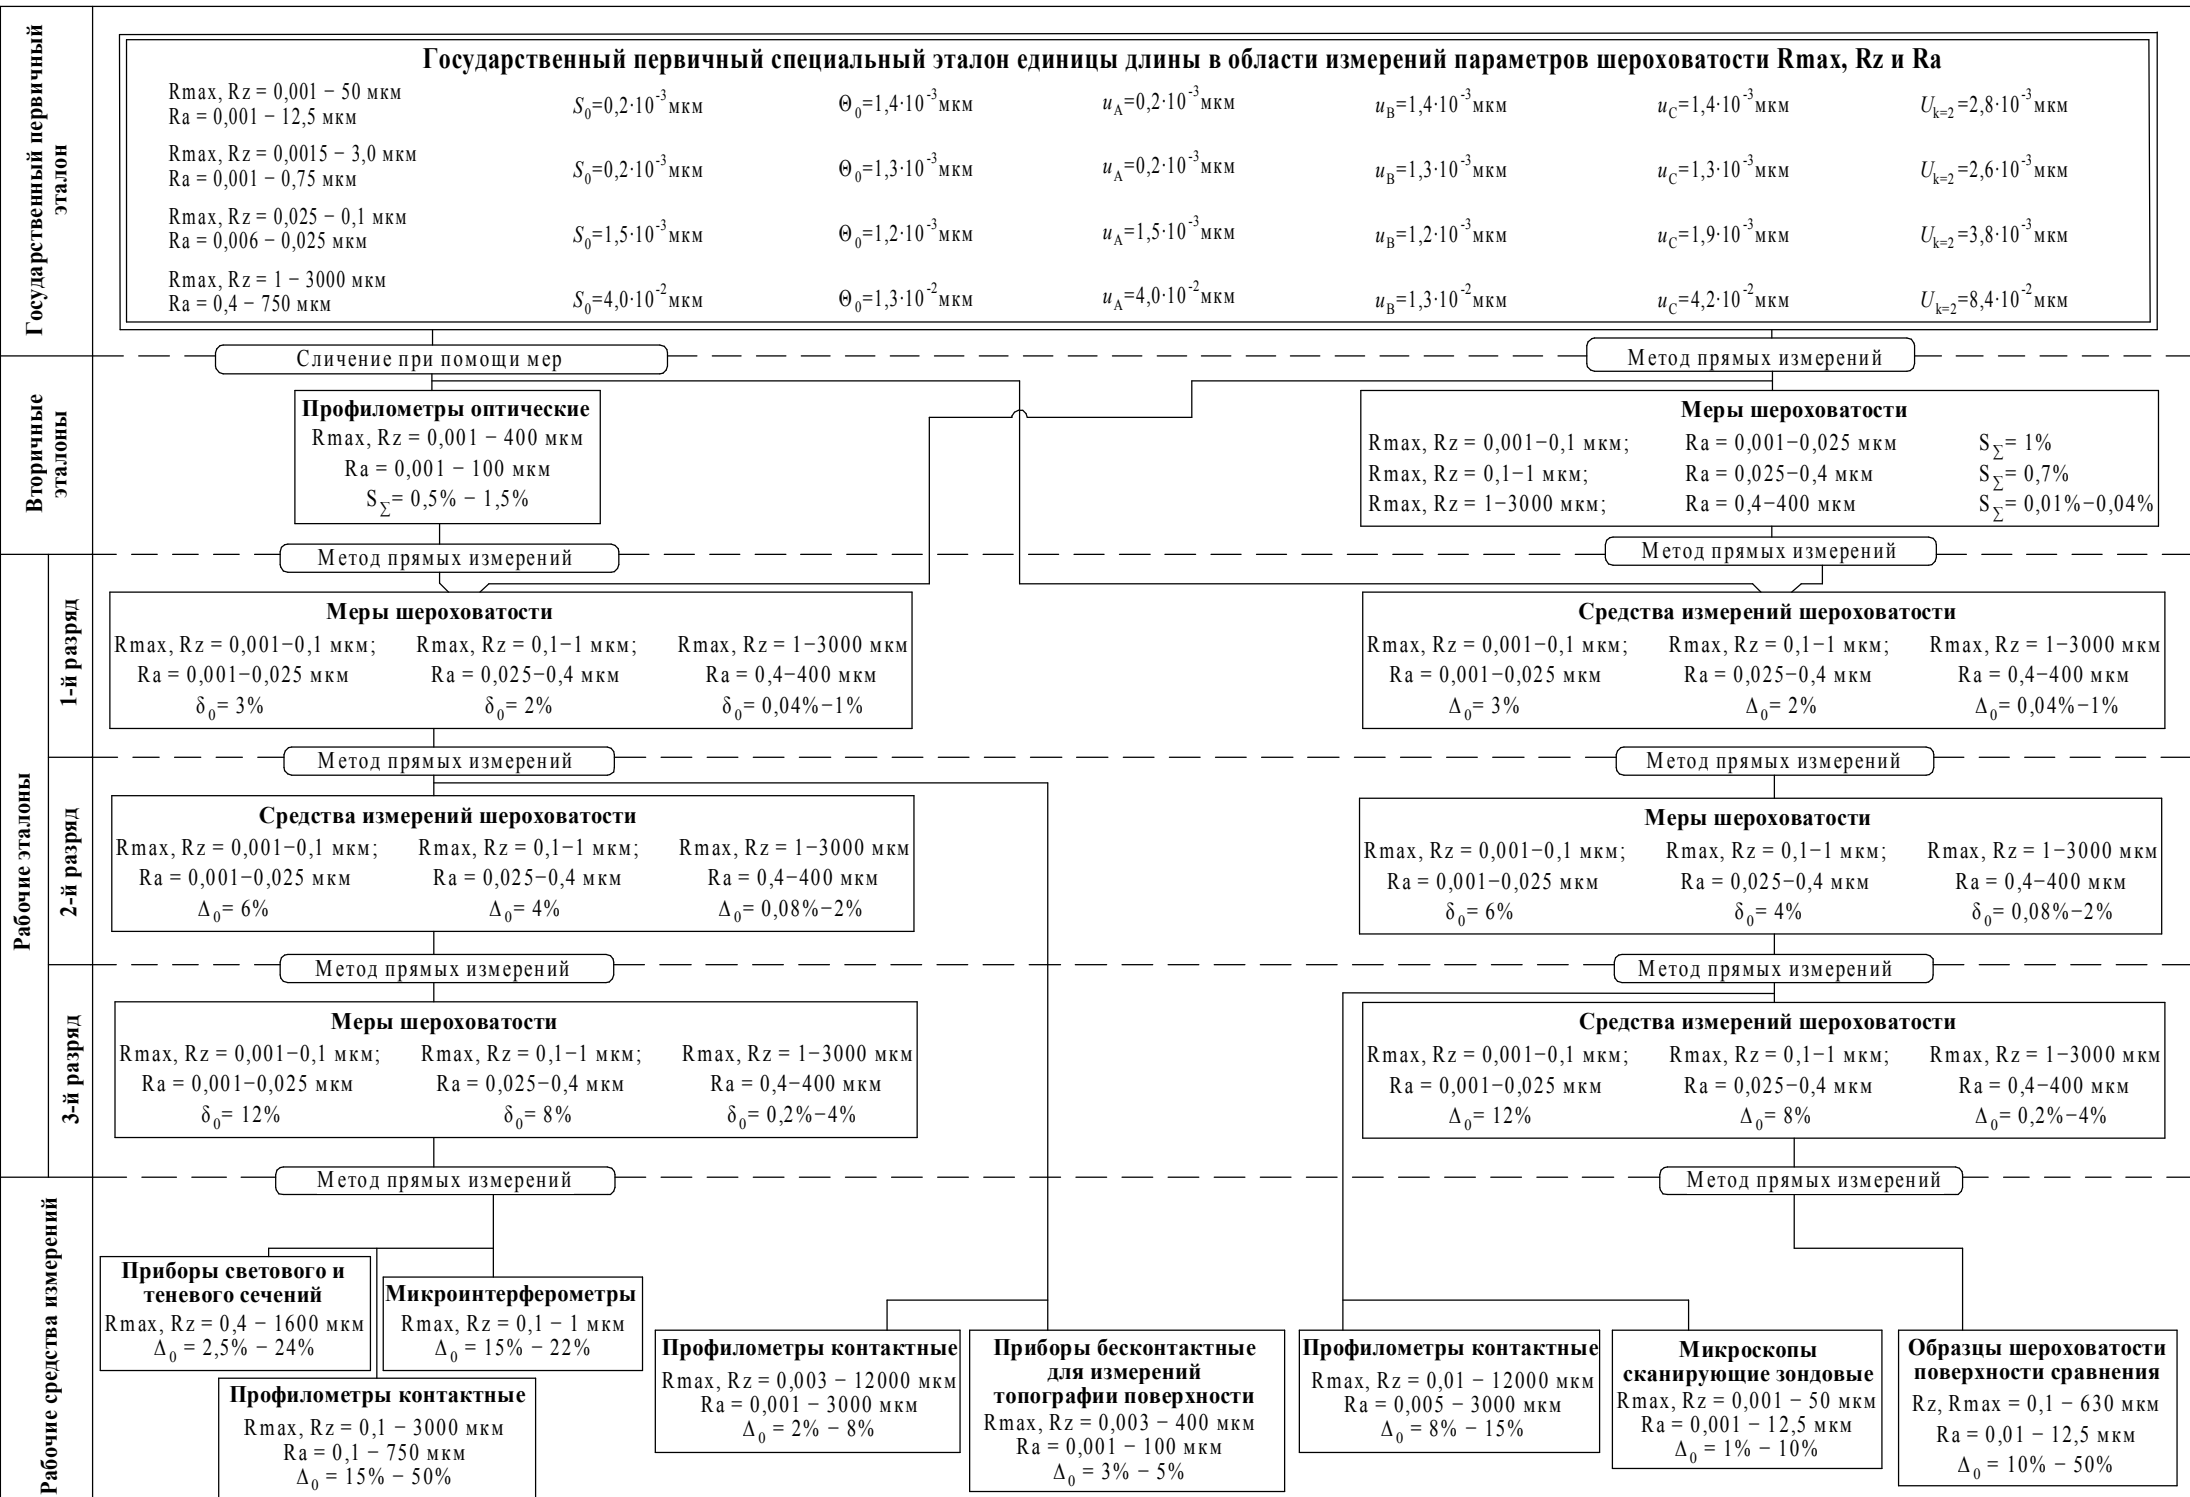 Государственный первичный
эталон
Государственный первичный специальный эталон единицы длины в области измерений параметров шероховатости Rmax, Rz и Ra
Rmax, Rz = 0,001 − 50 мкм
Ra = 0,001 − 12,5 мкм
S₀=0,2·10⁻³мкм
Θ₀=1,4·10⁻³мкм
u_A=0,2·10⁻³мкм
u_B=1,4·10⁻³мкм
u_C=1,4·10⁻³мкм
U_k=2=2,8·10⁻³мкм
Rmax, Rz = 0,0015 − 3,0 мкм
Ra = 0,001 − 0,75 мкм
S₀=0,2·10⁻³мкм
Θ₀=1,3·10⁻³мкм
u_A=0,2·10⁻³мкм
u_B=1,3·10⁻³мкм
u_C=1,3·10⁻³мкм
U_k=2=2,6·10⁻³мкм
Rmax, Rz = 0,025 − 0,1 мкм
Ra = 0,006 − 0,025 мкм
S₀=1,5·10⁻³мкм
Θ₀=1,2·10⁻³мкм
u_A=1,5·10⁻³мкм
u_B=1,2·10⁻³мкм
u_C=1,9·10⁻³мкм
U_k=2=3,8·10⁻³мкм
Rmax, Rz = 1 − 3000 мкм
Ra = 0,4 − 750 мкм
S₀=4,0·10⁻²мкм
Θ₀=1,3·10⁻²мкм
u_A=4,0·10⁻²мкм
u_B=1,3·10⁻²мкм
u_C=4,2·10⁻²мкм
U_k=2=8,4·10⁻²мкм
Сличение при помощи мер
Метод прямых измерений
Вторичные
эталоны
Профилометры оптические
Rmax, Rz = 0,001 − 400 мкм
Ra = 0,001 − 100 мкм
S_∑= 0,5% − 1,5%
Меры шероховатости
Rmax, Rz = 0,001−0,1 мкм; Ra = 0,001−0,025 мкм S_∑= 1%
Rmax, Rz = 0,1−1 мкм; Ra = 0,025−0,4 мкм S_∑= 0,7%
Rmax, Rz = 1−3000 мкм; Ra = 0,4−400 мкм S_∑= 0,01%−0,04%
Метод прямых измерений
Метод прямых измерений
Рабочие эталоны
1-й разряд
Меры шероховатости
Rmax, Rz = 0,001−0,1 мкм; Rmax, Rz = 0,1−1 мкм; Rmax, Rz = 1−3000 мкм
Ra = 0,001−0,025 мкм Ra = 0,025−0,4 мкм Ra = 0,4−400 мкм
δ₀= 3% δ₀= 2% δ₀= 0,04%−1%
Средства измерений шероховатости
Rmax, Rz = 0,001−0,1 мкм; Rmax, Rz = 0,1−1 мкм; Rmax, Rz = 1−3000 мкм
Ra = 0,001−0,025 мкм Ra = 0,025−0,4 мкм Ra = 0,4−400 мкм
Δ₀= 3% Δ₀= 2% Δ₀= 0,04%−1%
Метод прямых измерений
Метод прямых измерений
2-й разряд
Средства измерений шероховатости
Rmax, Rz = 0,001−0,1 мкм; Rmax, Rz = 0,1−1 мкм; Rmax, Rz = 1−3000 мкм
Ra = 0,001−0,025 мкм Ra = 0,025−0,4 мкм Ra = 0,4−400 мкм
Δ₀= 6% Δ₀= 4% Δ₀= 0,08%−2%
Меры шероховатости
Rmax, Rz = 0,001−0,1 мкм; Rmax, Rz = 0,1−1 мкм; Rmax, Rz = 1−3000 мкм
Ra = 0,001−0,025 мкм Ra = 0,025−0,4 мкм Ra = 0,4−400 мкм
δ₀= 6% δ₀= 4% δ₀= 0,08%−2%
Метод прямых измерений
Метод прямых измерений
3-й разряд
Меры шероховатости
Rmax, Rz = 0,001−0,1 мкм; Rmax, Rz = 0,1−1 мкм; Rmax, Rz = 1−3000 мкм
Ra = 0,001−0,025 мкм Ra = 0,025−0,4 мкм Ra = 0,4−400 мкм
δ₀= 12% δ₀= 8% δ₀= 0,2%−4%
Средства измерений шероховатости
Rmax, Rz = 0,001−0,1 мкм; Rmax, Rz = 0,1−1 мкм; Rmax, Rz = 1−3000 мкм
Ra = 0,001−0,025 мкм Ra = 0,025−0,4 мкм Ra = 0,4−400 мкм
Δ₀= 12% Δ₀= 8% Δ₀= 0,2%−4%
Метод прямых измерений
Метод прямых измерений
Рабочие средства измерений
Приборы светового и
теневого сечений
Rmax, Rz = 0,4 − 1600 мкм
Δ₀ = 2,5% − 24%
Профилометры контактные
Rmax, Rz = 0,1 − 3000 мкм
Ra = 0,1 − 750 мкм
Δ₀ = 15% − 50%
Микроинтерферометры
Rmax, Rz = 0,1 − 1 мкм
Δ₀ = 15% − 22%
Профилометры контактные
Rmax, Rz = 0,003 − 12000 мкм
Ra = 0,001 − 3000 мкм
Δ₀ = 2% − 8%
Приборы бесконтактные
для измерений
топографии поверхности
Rmax, Rz = 0,003 − 400 мкм
Ra = 0,001 − 100 мкм
Δ₀ = 3% − 5%
Профилометры контактные
Rmax, Rz = 0,01 − 12000 мкм
Ra = 0,005 − 3000 мкм
Δ₀ = 8% − 15%
Микроскопы
сканирующие зондовые
Rmax, Rz = 0,001 − 50 мкм
Ra = 0,001 − 12,5 мкм
Δ₀ = 1% − 10%
Образцы шероховатости
поверхности сравнения
Rz, Rmax = 0,1 − 630 мкм
Ra = 0,01 − 12,5 мкм
Δ₀ = 10% − 50%